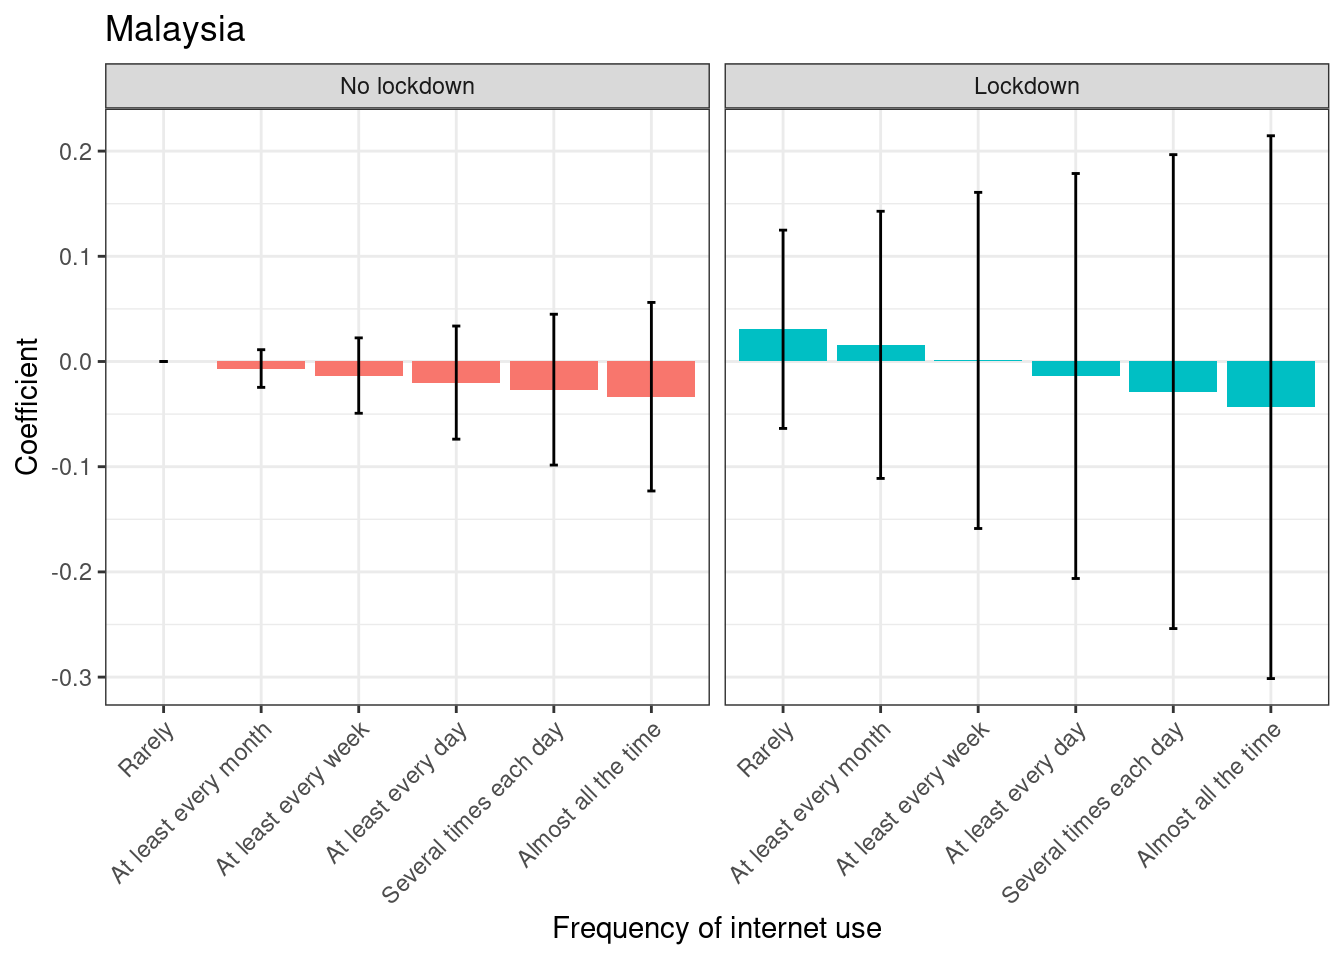 Malaysia
No lockdown
Lockdown
Coefficient
0.2
0.1
0.0
-0.1
-0.2
-0.3
Rarely
At least every month
At least every week
At least every day
Several times each day
Almost all the time
Rarely
At least every month
At least every week
At least every day
Several times each day
Almost all the time
Frequency of internet use